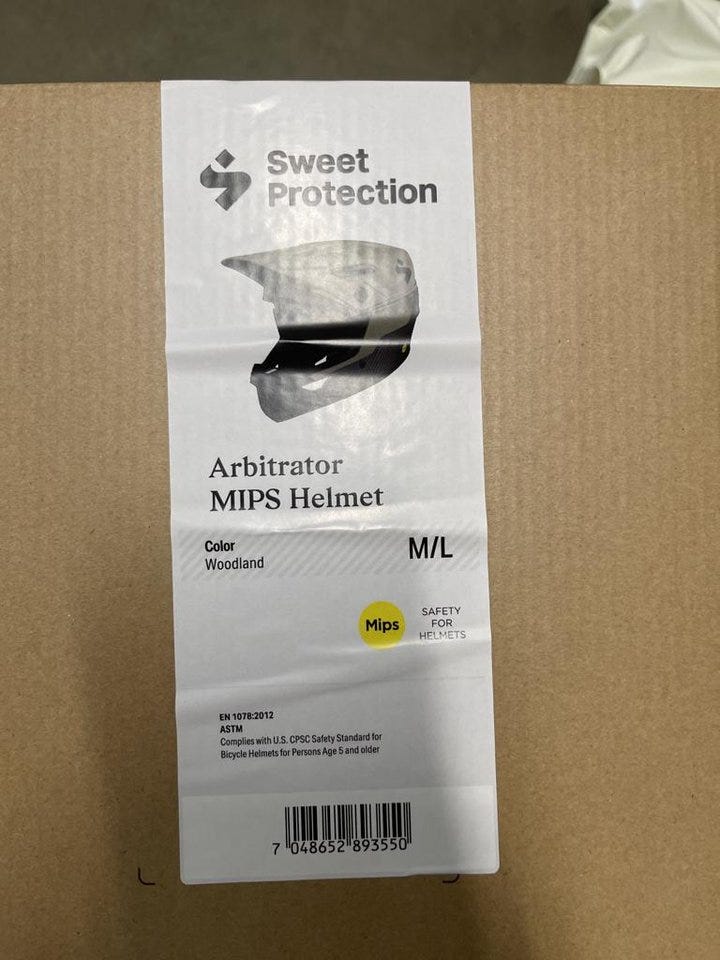 Sweet
Protection
Arbitrator
MIPS Helmet
Color
Woodland
M/L
Mips
SAFETY
FOR
HELMETS
EN 1078:2012
ASTM
Complies with U.S. CPSC Safety Standard for
Bicycle Helmets for Persons Age 5 and older
7 048652 893550